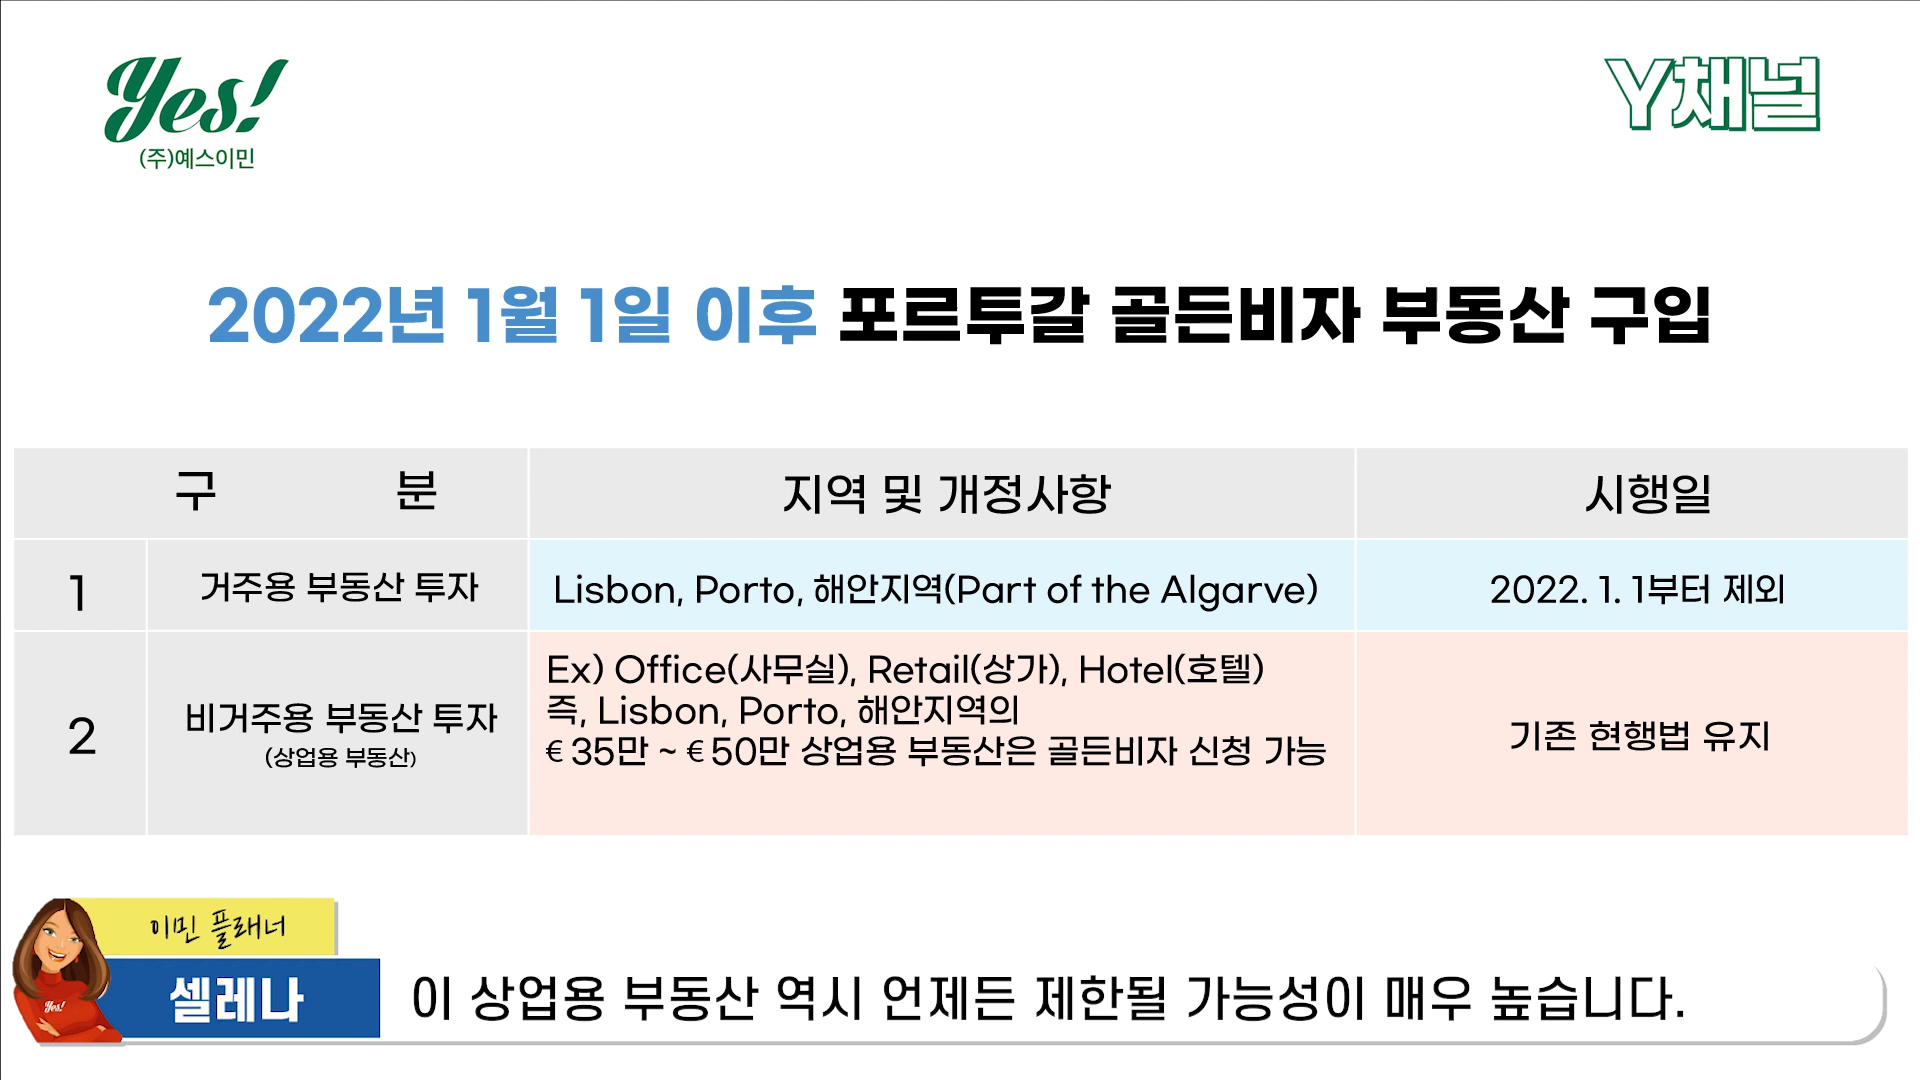 Yes!
(주)예스이민
Y채널
2022년 1월 1일 이후 포르투갈 골든비자 부동산 구입
구 분
지역 및 개정사항
시행일
1
거주용 부동산 투자
Lisbon, Porto, 해안지역(Part of the Algarve)
2022. 1. 1부터 제외
2
비거주용 부동산 투자
(상업용 부동산)
Ex) Office(사무실), Retail(상가), Hotel(호텔)
즉, Lisbon, Porto, 해안지역의
€ 35만 ~ € 50만 상업용 부동산은 골든비자 신청 가능
기존 현행법 유지
이민 플래너
Yes!
셀레나
이 상업용 부동산 역시 언제든 제한될 가능성이 매우 높습니다.